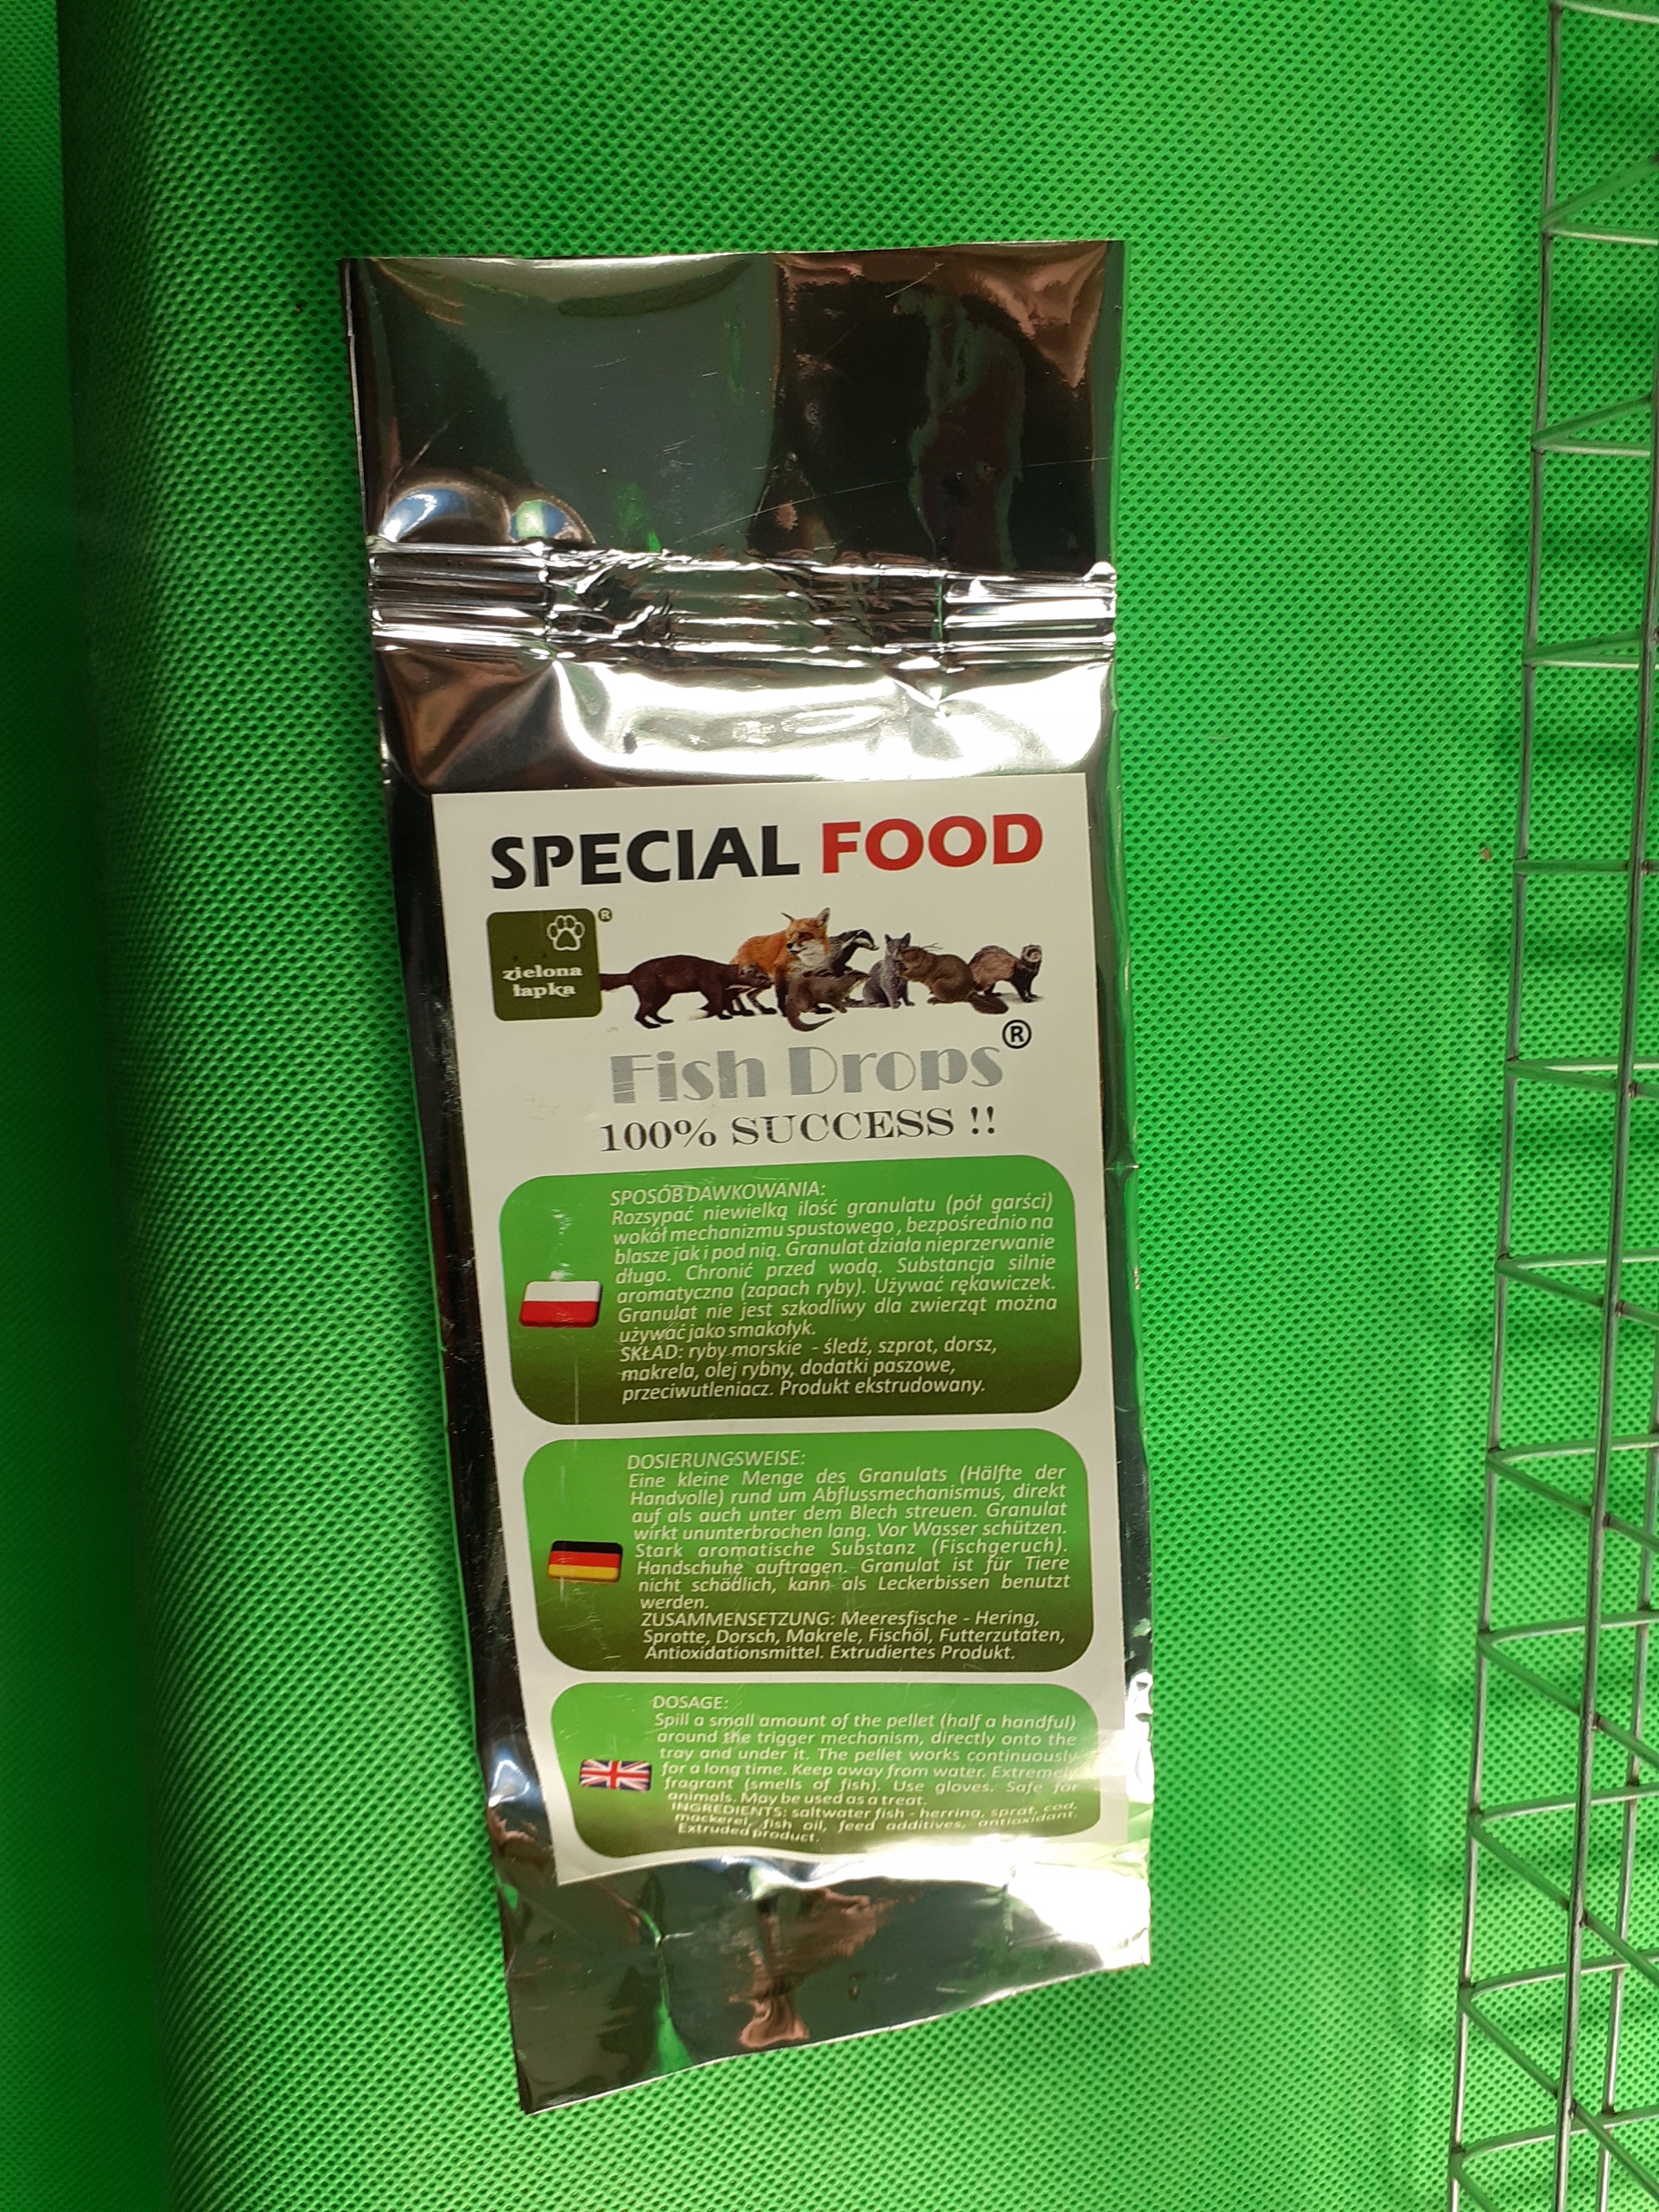 SPECIAL FOOD
®
zielona
łapka
Fish Drops®
100% SUCCESS !!
SPOSÓB DAWKOWANIA:
Rozsypać niewielką ilość granulatu (pół garści)
wokół mechanizmu spustowego , bezpośrednio na
blasze jak i pod nią. Granulat działa nieprzerwanie
długo. Chronić przed wodą. Substancja silnie
aromatyczna (zapach ryby). Używać rękawiczek.
Granulat nie jest szkodliwy dla zwierząt można
używać jako smakołyk.
SKŁAD: ryby morskie - śledź, szprot, dorsz,
makrela, olej rybny, dodatki paszowe,
przeciwutleniacz. Produkt ekstrudowany.
DOSIERUNGSWEISE:
Eine kleine Menge des Granulats (Hälfte der
Handvolle) rund um Abflussmechanismus, direkt
auf als auch unter dem Blech streuen. Granulat
wirkt ununterbrochen lang. Vor Wasser schützen.
Stark aromatische Substanz (Fischgeruch).
Handschuhe auftragen. Granulat ist für Tiere
nicht schädlich, kann als Leckerbissen benutzt
werden.
ZUSAMMENSETZUNG: Meeresfische - Hering,
Sprotte, Dorsch, Makrele, Fischöl, Futterzutaten,
Antioxidationsmittel. Extrudiertes Produkt.
DOSAGE:
Spill a small amount of the pellet (half a handful)
around the trigger mechanism, directly onto the
tray and under it. The pellet works continuously
for a long time. Keep away from water. Extremely
fragrant (smells of fish). Use gloves. Safe for
animals. May be used as a treat.
INGREDIENTS: saltwater fish - herring, sprat, cod,
mackerel, fish oil, feed additives, antioxidant.
Extruded product.